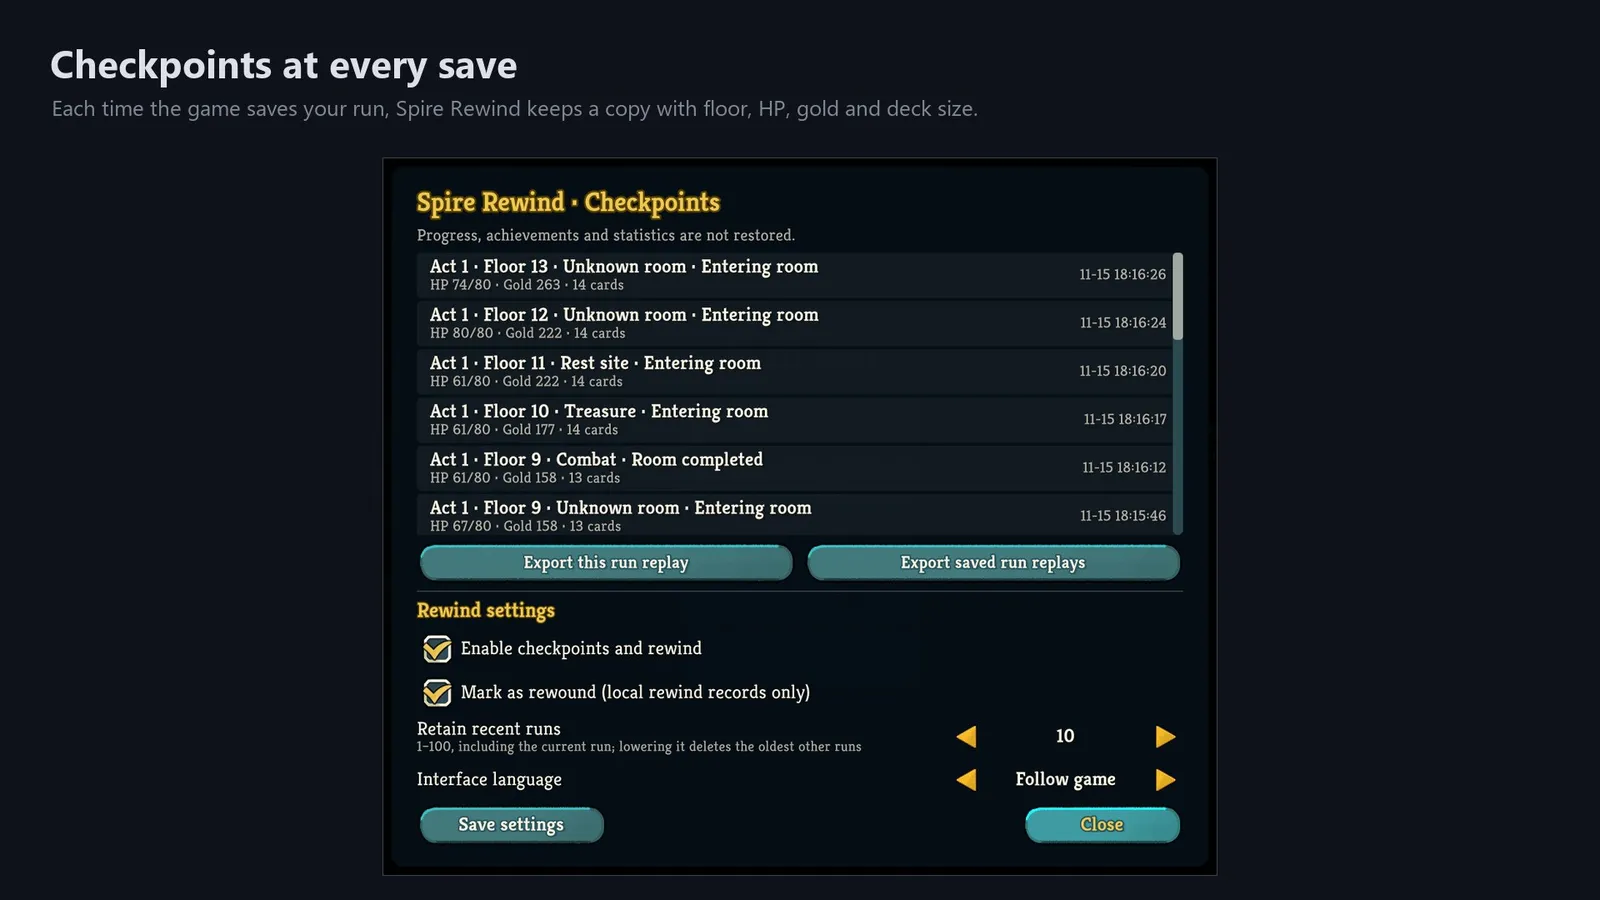 Checkpoints at every save
Each time the game saves your run, Spire Rewind keeps a copy with floor, HP, gold and deck size.
Spire Rewind · Checkpoints
Progress, achievements and statistics are not restored.
Act 1 · Floor 13 · Unknown room · Entering room
HP 74/80 · Gold 263 · 14 cards
11-15 18:16:26
Act 1 · Floor 12 · Unknown room · Entering room
HP 80/80 · Gold 222 · 14 cards
11-15 18:16:24
Act 1 · Floor 11 · Rest site · Entering room
HP 61/80 · Gold 222 · 14 cards
11-15 18:16:20
Act 1 · Floor 10 · Treasure · Entering room
HP 61/80 · Gold 177 · 14 cards
11-15 18:16:17
Act 1 · Floor 9 · Combat · Room completed
HP 61/80 · Gold 158 · 13 cards
11-15 18:16:12
Act 1 · Floor 9 · Unknown room · Entering room
HP 67/80 · Gold 158 · 13 cards
11-15 18:15:46
Export this run replay
Export saved run replays
Rewind settings
Enable checkpoints and rewind
Mark as rewound (local rewind records only)
Retain recent runs
1-100, including the current run; lowering it deletes the oldest other runs
10
Interface language
Follow game
Save settings
Close